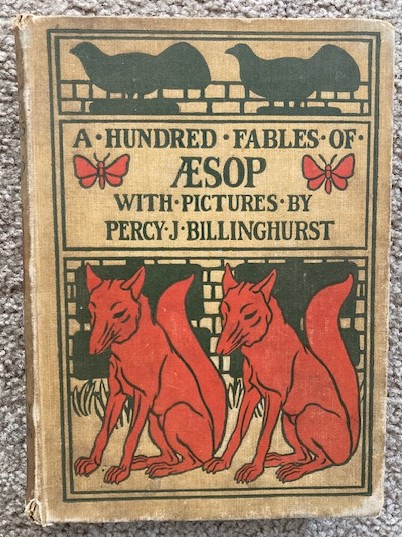 A·HUNDRED·FABLES·OF·
ÆSOP
WITH·PICTURES·BY
PERCY·J·BILLINGHURST